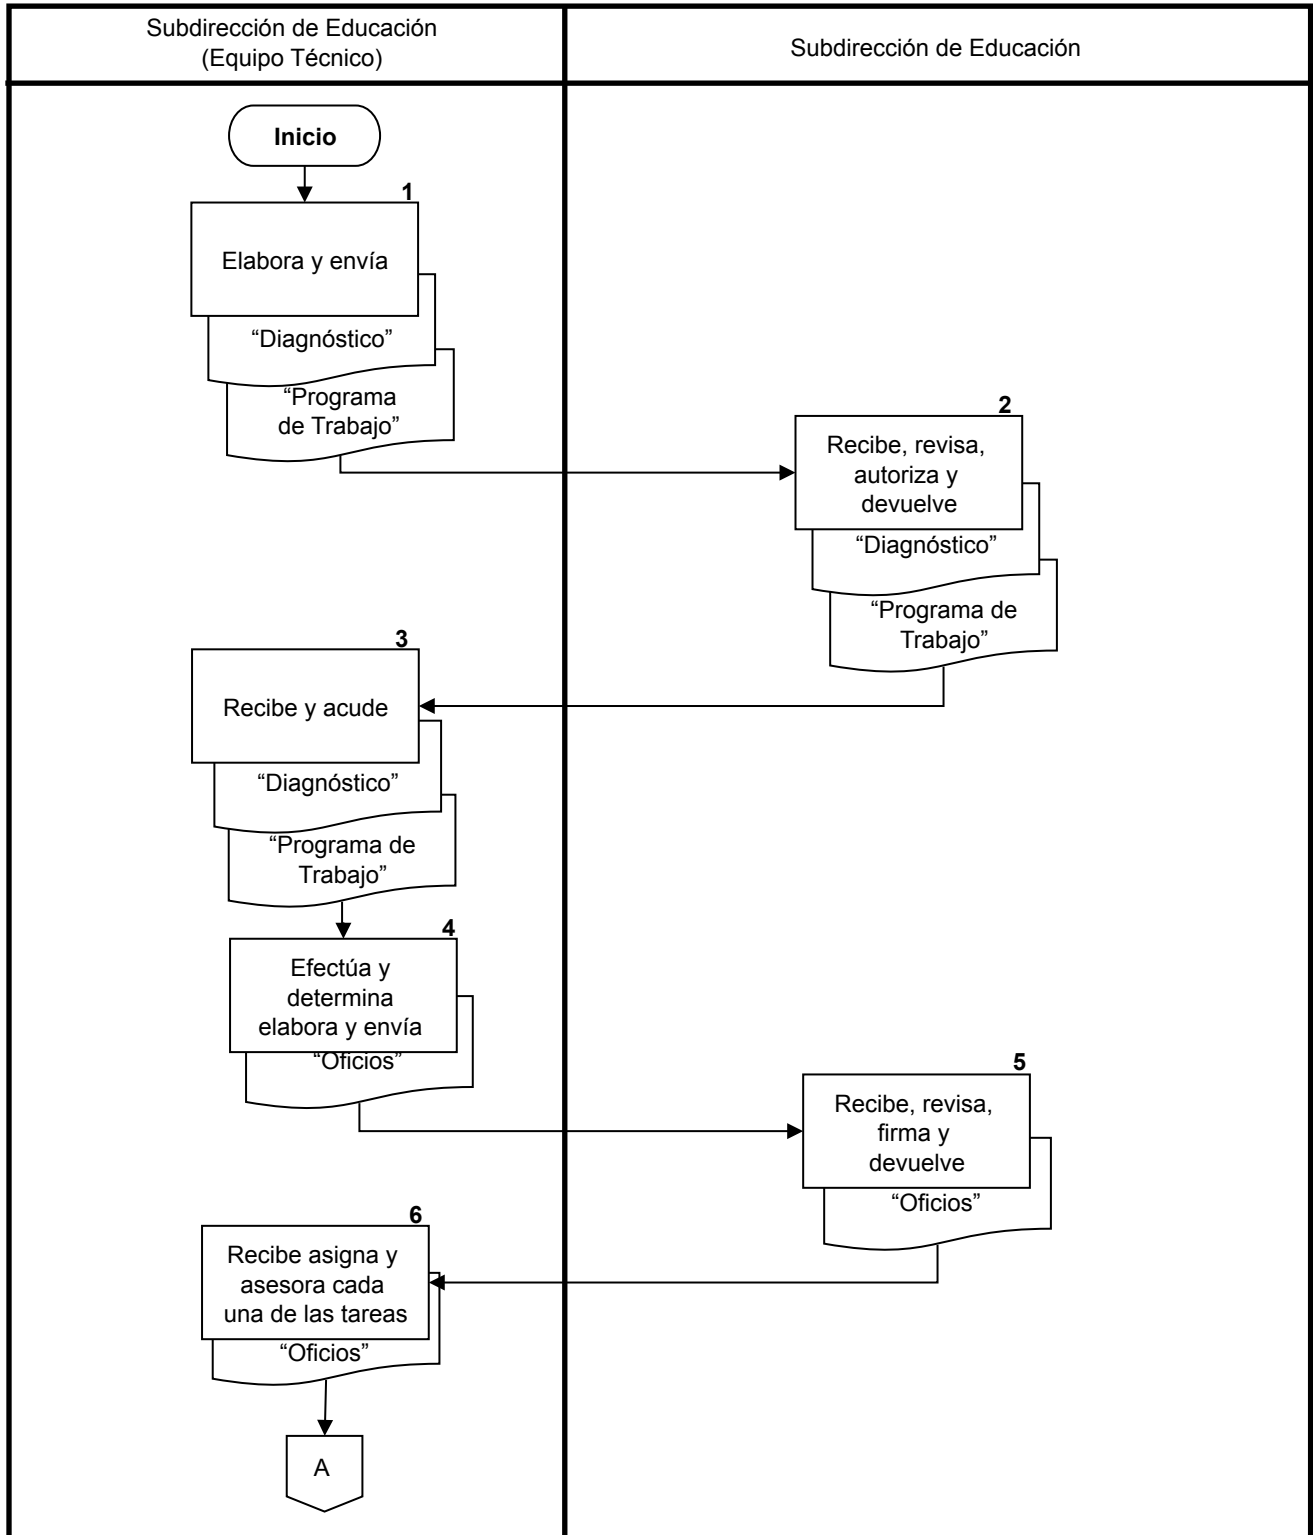 Subdirección de Educación
(Equipo Técnico)
Subdirección de Educación
Inicio
1
Elabora y envía
“Diagnóstico”
“Programa
de Trabajo”
2
Recibe, revisa,
autoriza y
devuelve
“Diagnóstico”
“Programa de
Trabajo”
3
Recibe y acude
“Diagnóstico”
“Programa de
Trabajo”
4
Efectúa y
determina
elabora y envía
“Oficios”
5
Recibe, revisa,
firma y
devuelve
“Oficios”
6
Recibe asigna y
asesora cada
una de las tareas
“Oficios”
A